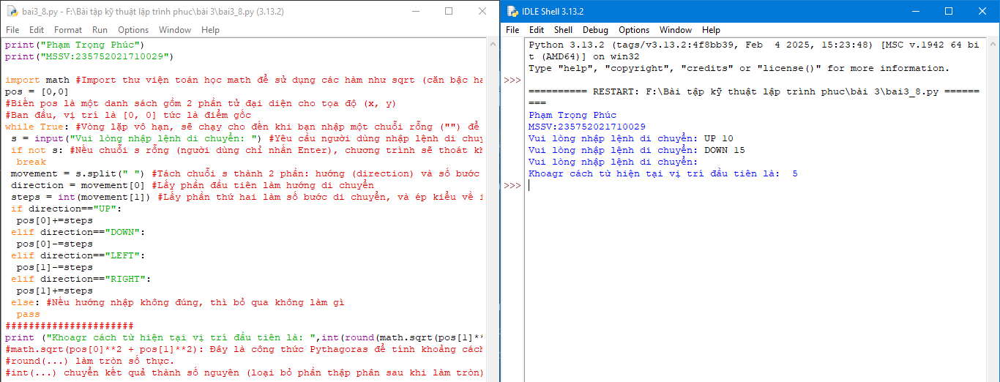 bai3_8.py - F:\Bài tập kỹ thuật lập trình phuc\bài 3\bai3_8.py (3.13.2)
File Edit Format Run Options Window Help
print("Phạm Trọng Phúc")
print("MSSV:235752021710029")
import math #Import thư viện toán học math để sử dụng các hàm như sqrt (căn bậc ha
pos = [0,0]
#Biến pos là một danh sách gồm 2 phần tử đại diện cho tọa độ (x, y)
#Ban đầu, vị trí là [0, 0] tức là điểm gốc
while True: #Vòng lặp vô hạn, sẽ chạy cho đến khi bạn nhập một chuỗi rỗng ("") để
s = input("Vui lòng nhập lệnh di chuyển: ") #Yêu cầu người dùng nhập lệnh di chuy
if not s: #Nếu chuỗi s rỗng (người dùng chỉ nhấn Enter), chương trình sẽ thoát kh
break
movement = s.split(" ") #Tách chuỗi s thành 2 phần: hướng (direction) và số bước
direction = movement[0] #Lấy phần đầu tiên làm hướng di chuyển
steps = int(movement[1]) #Lấy phần thứ hai làm số bước di chuyển, và ép kiểu về i
if direction=="UP":
pos[0]+=steps
elif direction=="DOWN":
pos[0]-=steps
elif direction=="LEFT":
pos[1]-=steps
elif direction=="RIGHT":
pos[1]+=steps
else: #Nếu hướng nhập không đúng, thì bỏ qua không làm gì
pass
######################
print ("Khoagr cách từ hiện tại vị trí đầu tiên là: ",int(round(math.sqrt(pos[1]**
#math.sqrt(pos[0]**2 + pos[1]**2): Đây là công thức Pythagoras để tính khoảng cách
#round(...) làm tròn số thực.
#int(...) chuyển kết quả thành số nguyên (loại bỏ phần thập phân sau khi làm tròn)
IDLE Shell 3.13.2
File Edit Shell Debug Options Window Help
Python 3.13.2 (tags/v3.13.2:4f8bb39, Feb  4 2025, 15:23:48) [MSC v.1942 64 bi
t (AMD64)] on win32
Type "help", "copyright", "credits" or "license()" for more information.
>>>
========== RESTART: F:\Bài tập kỹ thuật lập trình phuc\bài 3\bai3_8.py ======
===
Phạm Trọng Phúc
MSSV:235752021710029
Vui lòng nhập lệnh di chuyển: UP 10
Vui lòng nhập lệnh di chuyển: DOWN 15
Vui lòng nhập lệnh di chuyển:
Khoagr cách từ hiện tại vị trí đầu tiên là:  5
>>>